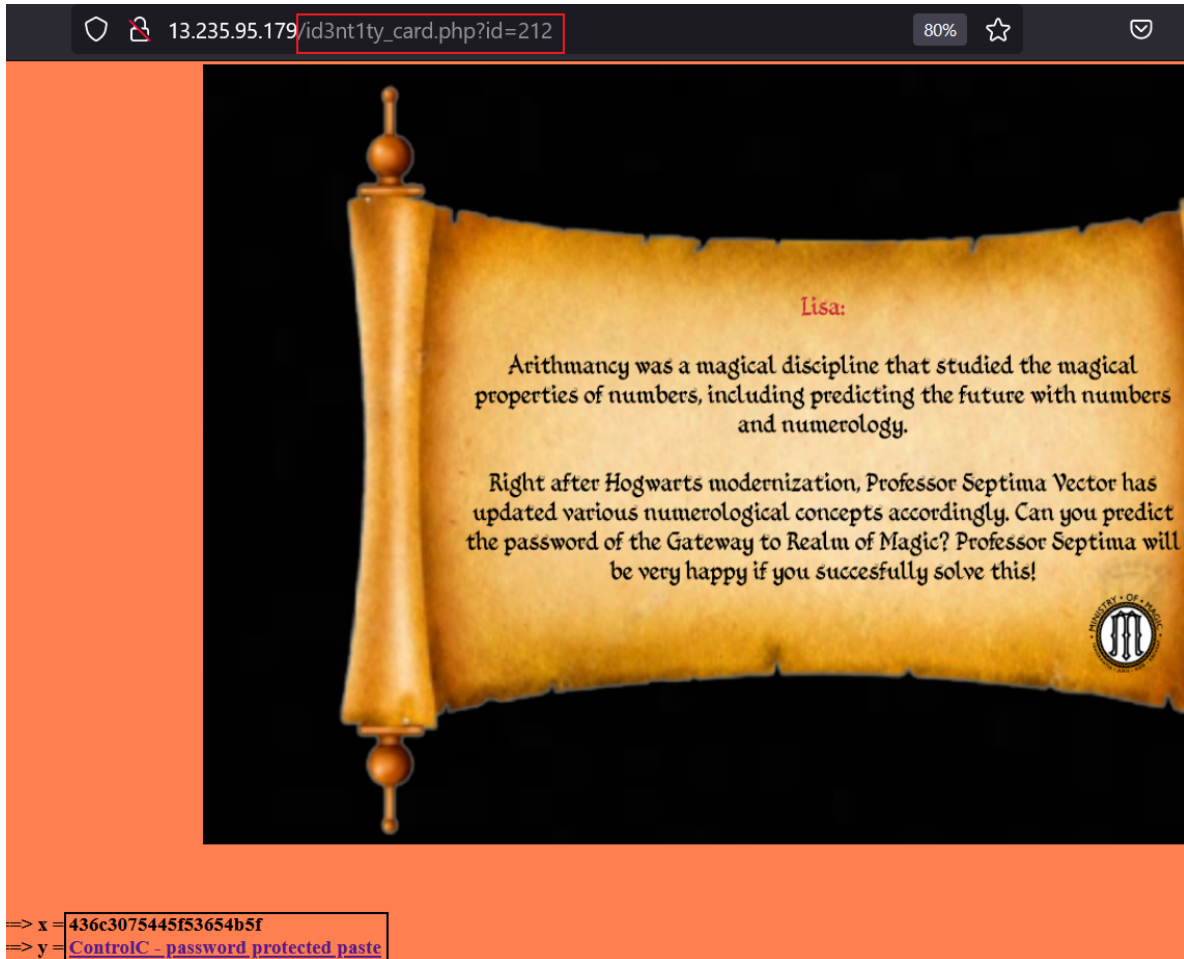 13.235.95.179/id3nt1ty_card.php?id=212
80%
Lisa:
Arithmancy was a magical discipline that studied the magical
properties of numbers, including predicting the future with numbers
and numerology.
Right after Hogwarts modernization, Professor Septima Vector has
updated various numerological concepts accordingly. Can you predict
the password of the Gateway to Realm of Magic? Professor Septima will
be very happy if you succesfully solve this!
MINISTRY • OF • MAGIC
M
=> x = 436c3075445f53654b5f
=> y = ControlC - password protected paste